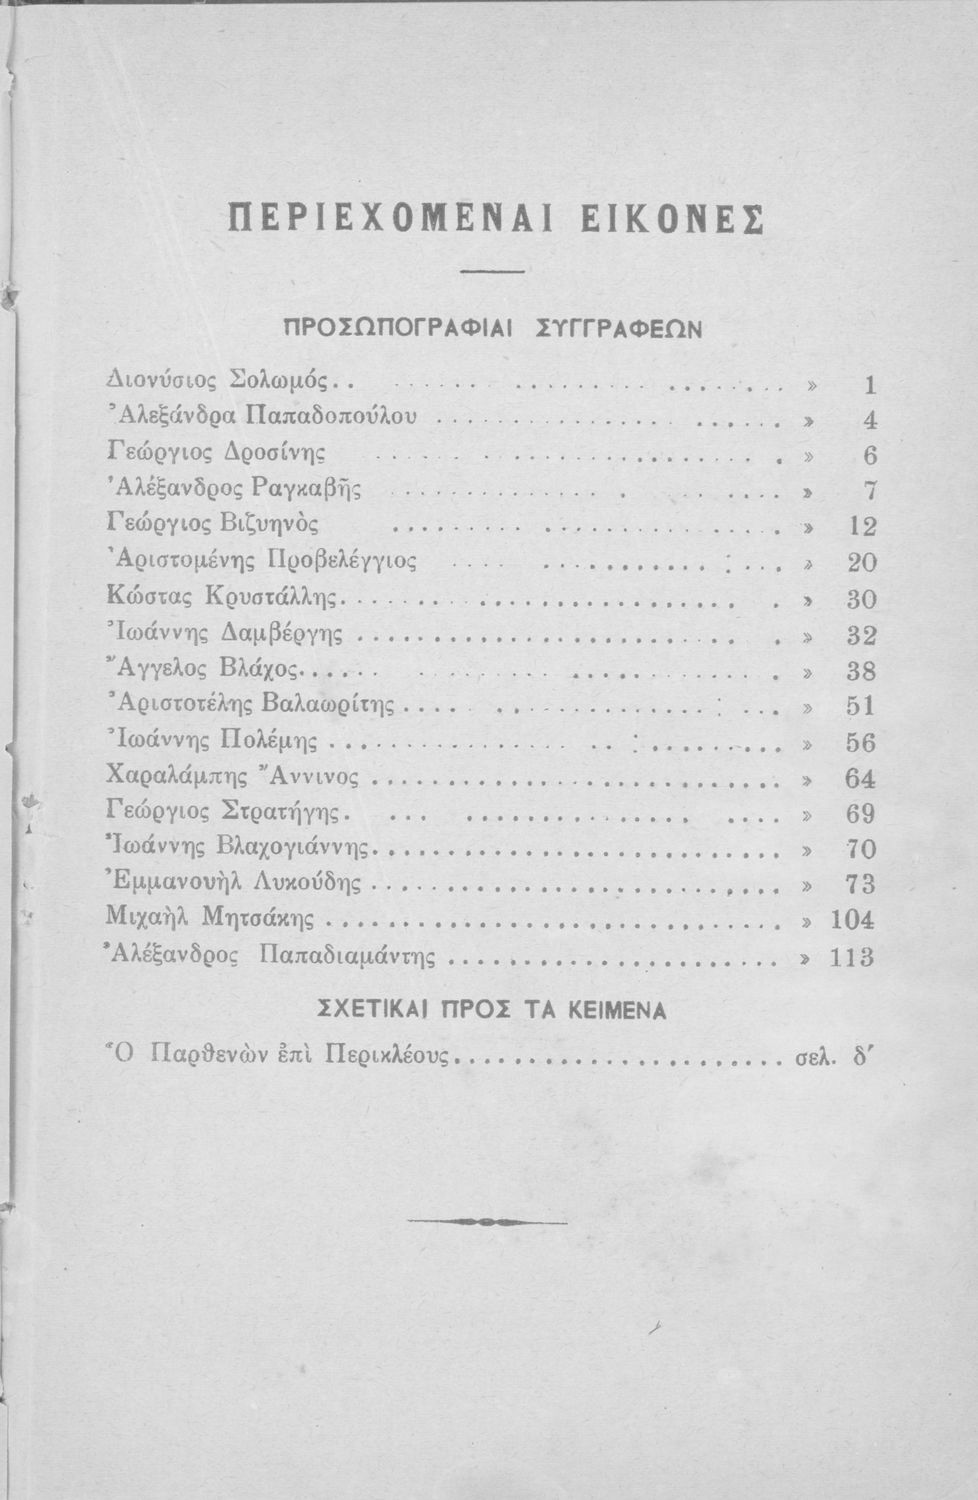 ΠΕΡΙΕΧΟΜΕΝΑΙ ΕΙΚΟΝΕΣ
ΠΡΟΣΩΠΟΓΡΑΦΙΑΙ ΣΥΓΓΡΑΦΕΩΝ
Διονύσιος Σολωμός . . . . . . . . . . » 1
Ἀλεξάνδρα Παπαδοπούλου . . . . . . . . . . » 4
Γεώργιος Δροσίνης . . . . . . . . . . » 6
Ἀλέξανδρος Ραγκαβῆς . . . . . . . . . . » 7
Γεώργιος Βιζυηνὸς . . . . . . . . . . » 12
Ἀριστομένης Προβελέγγιος . . . . . . . . . . » 20
Κώστας Κρυστάλλης . . . . . . . . . . » 30
Ἰωάννης Δαμβέργης . . . . . . . . . . » 32
Ἄγγελος Βλάχος . . . . . . . . . . » 38
Ἀριστοτέλης Βαλαωρίτης . . . . . . . . . . » 51
Ἰωάννης Πολέμης . . . . . . . . . . » 56
Χαραλάμπης Ἄννινος . . . . . . . . . . » 64
Γεώργιος Στρατήγης . . . . . . . . . . » 69
Ἰωάννης Βλαχογιάννης . . . . . . . . . . » 70
Ἐμμανουὴλ Λυκούδης . . . . . . . . . . » 73
Μιχαὴλ Μητσάκης . . . . . . . . . . » 104
Ἀλέξανδρος Παπαδιαμάντης . . . . . . . . . . » 113
ΣΧΕΤΙΚΑΙ ΠΡΟΣ ΤΑ ΚΕΙΜΕΝΑ
Ὁ Παρθενὼν ἐπὶ Περικλέους . . . . . . . . . . σελ. δ΄